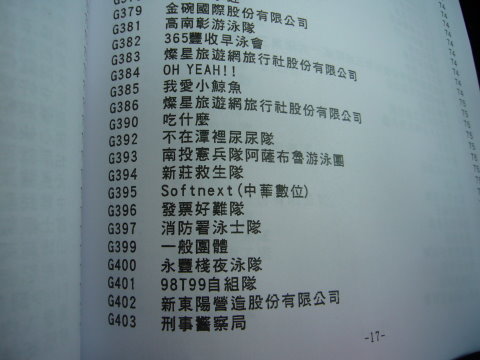 G379 金碗國際股份有限公司
G381 高南彰游泳隊
G382 365豐收早泳會
G383 燦星旅遊網旅行社股份有限公司
G384 OH YEAH!!
G385 我愛小鯨魚
G386 燦星旅遊網旅行社股份有限公司
G390 吃什麼
G392 不在潭裡尿尿隊
G393 南投憲兵隊阿薩布魯游泳團
G394 新莊救生隊
G395 Softnext(中華數位)
G396 發票好難隊
G397 消防署泳士隊
G399 一般團體
G400 永豐棧夜泳隊
G401 98T99自組隊
G402 新東陽營造股份有限公司
G403 刑事警察局
-17-